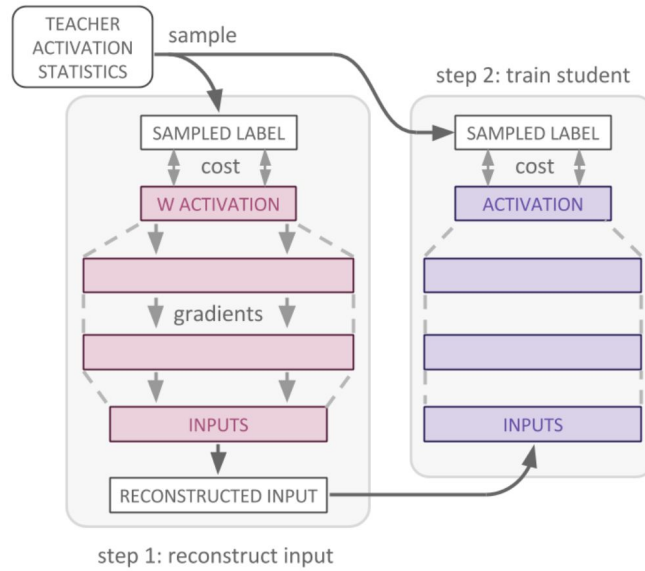 TEACHER
ACTIVATION
STATISTICS
sample
step 2: train student
SAMPLED LABEL
cost
W ACTIVATION
gradients
INPUTS
RECONSTRUCTED INPUT
step 1: reconstruct input
SAMPLED LABEL
cost
ACTIVATION
INPUTS